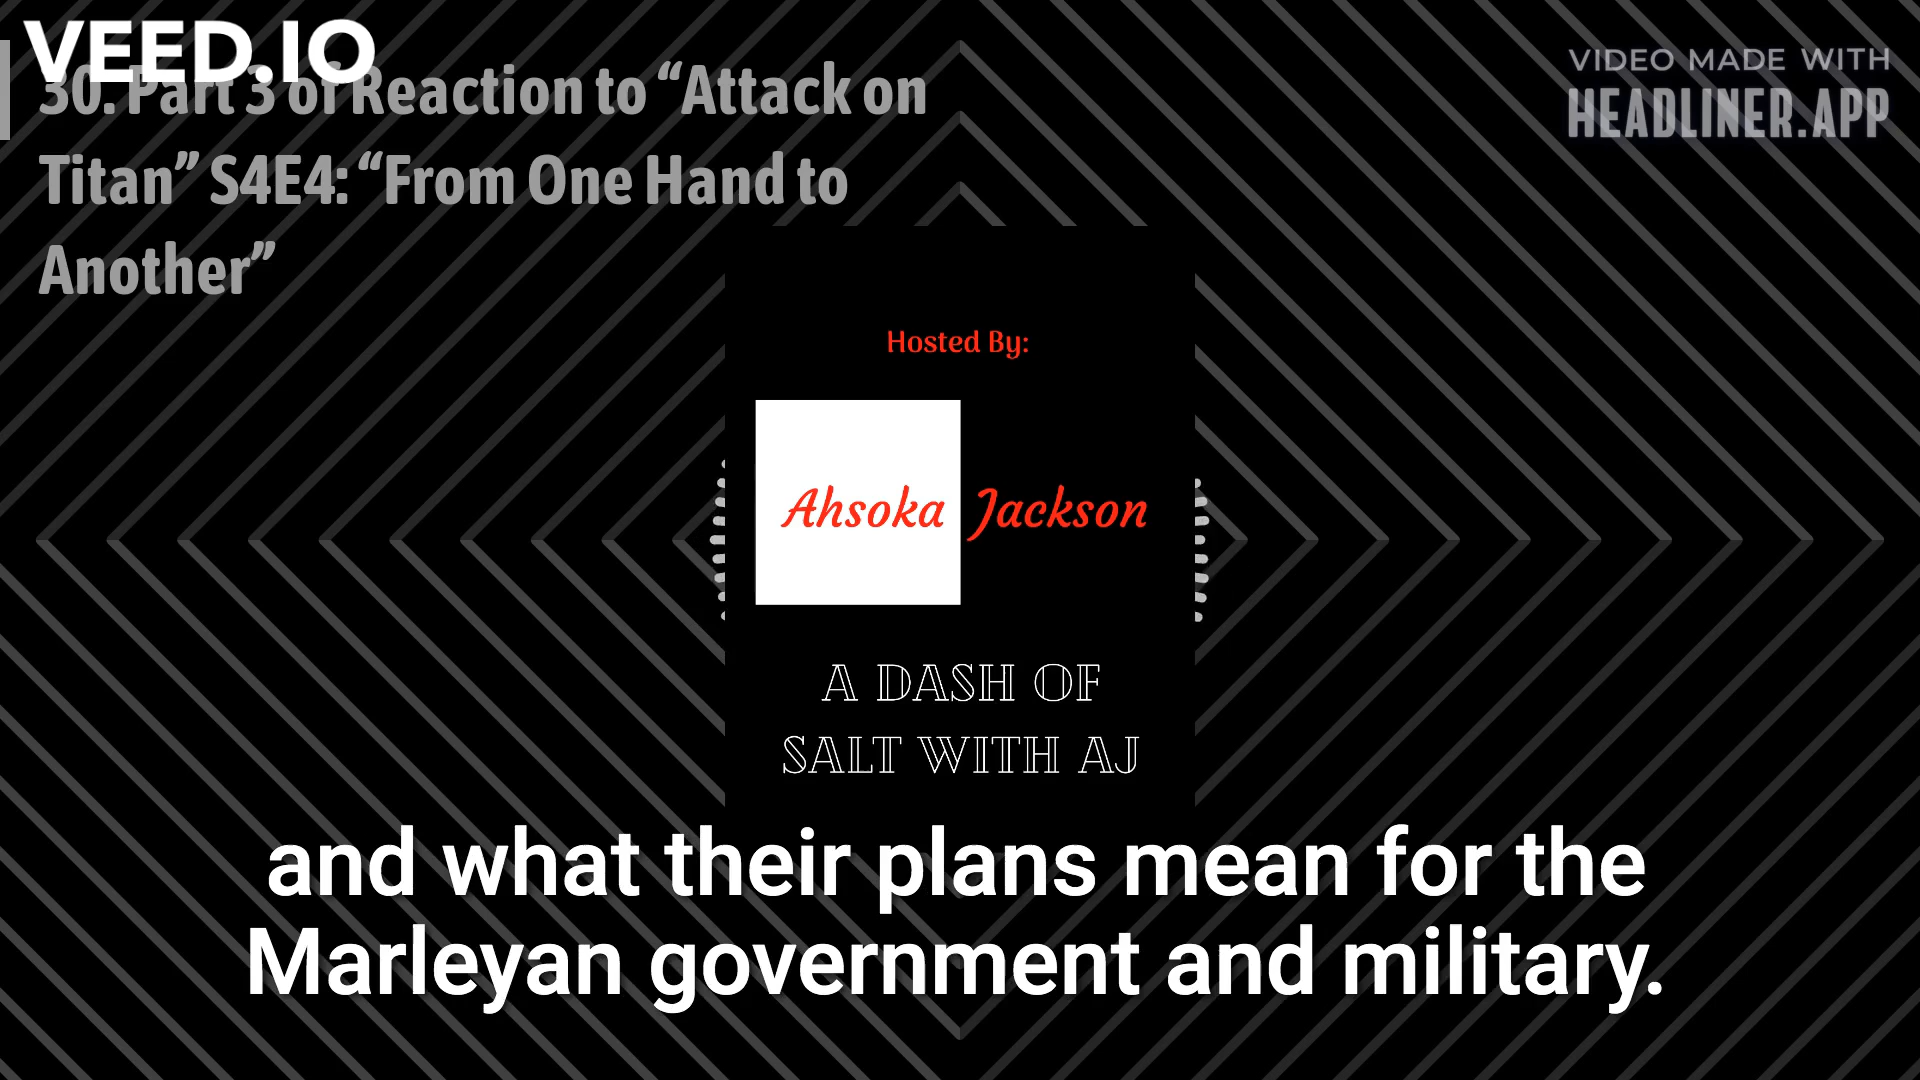 VEED.IO
30. Part 3 of Reaction to “Attack on
Titan” S4E4: “From One Hand to
Another”
VIDEO MADE WITH
HEADLINER.APP
Hosted By:
Ahsoka Jackson
A DASH OF
SALT WITH AJ
and what their plans mean for the
Marleyan government and military.